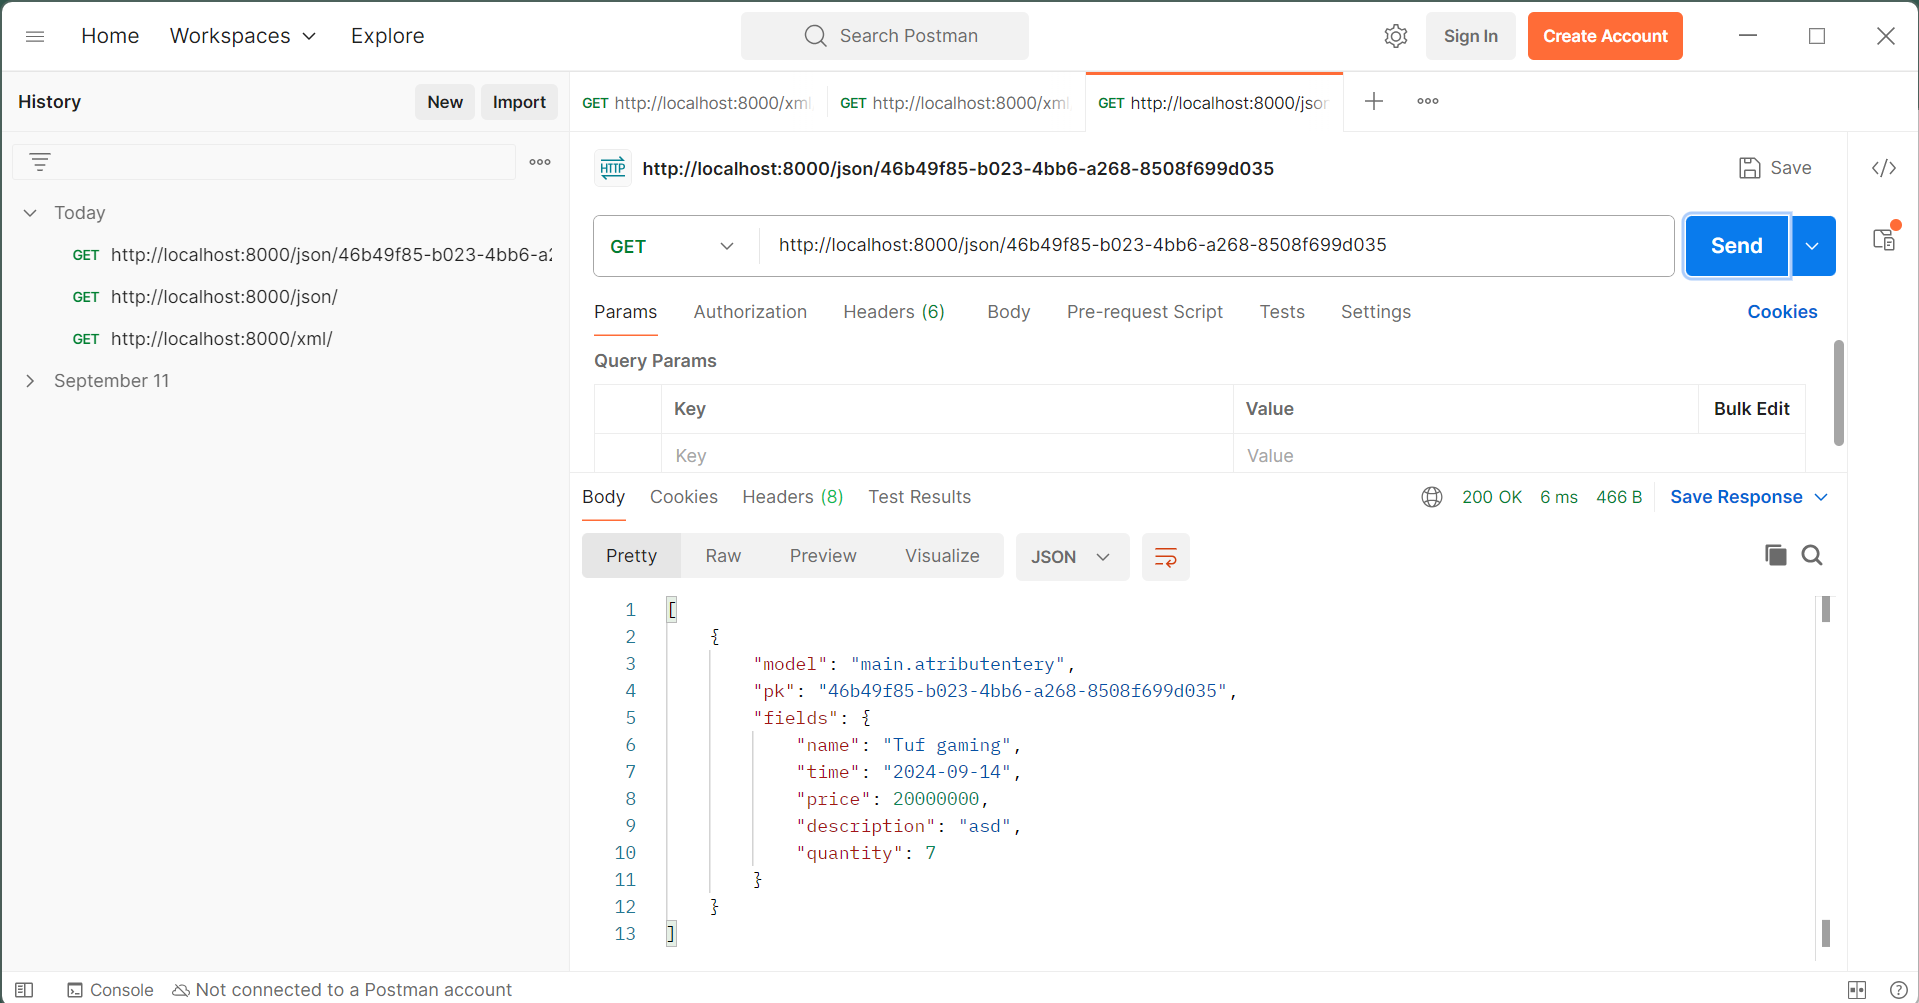 Home Workspaces Explore Search Postman Sign In Create Account
History New Import
GET http://localhost:8000/xml GET http://localhost:8000/xml GET http://localhost:8000/json
HTTP http://localhost:8000/json/46b49f85-b023-4bb6-a268-8508f699d035 Save
Today
GET http://localhost:8000/json/46b49f85-b023-4bb6-a2
GET http://localhost:8000/json/
GET http://localhost:8000/xml/
September 11
GET http://localhost:8000/json/46b49f85-b023-4bb6-a268-8508f699d035 Send
Params Authorization Headers (6) Body Pre-request Script Tests Settings Cookies
Query Params
Key Value Bulk Edit
Key Value
Body Cookies Headers (8) Test Results 200 OK 6 ms 466 B Save Response
Pretty Raw Preview Visualize JSON
1 [
2 {
3 "model": "main.atributentery",
4 "pk": "46b49f85-b023-4bb6-a268-8508f699d035",
5 "fields": {
6 "name": "Tuf gaming",
7 "time": "2024-09-14",
8 "price": 20000000,
9 "description": "asd",
10 "quantity": 7
11 }
12 }
13 ]
Console Not connected to a Postman account